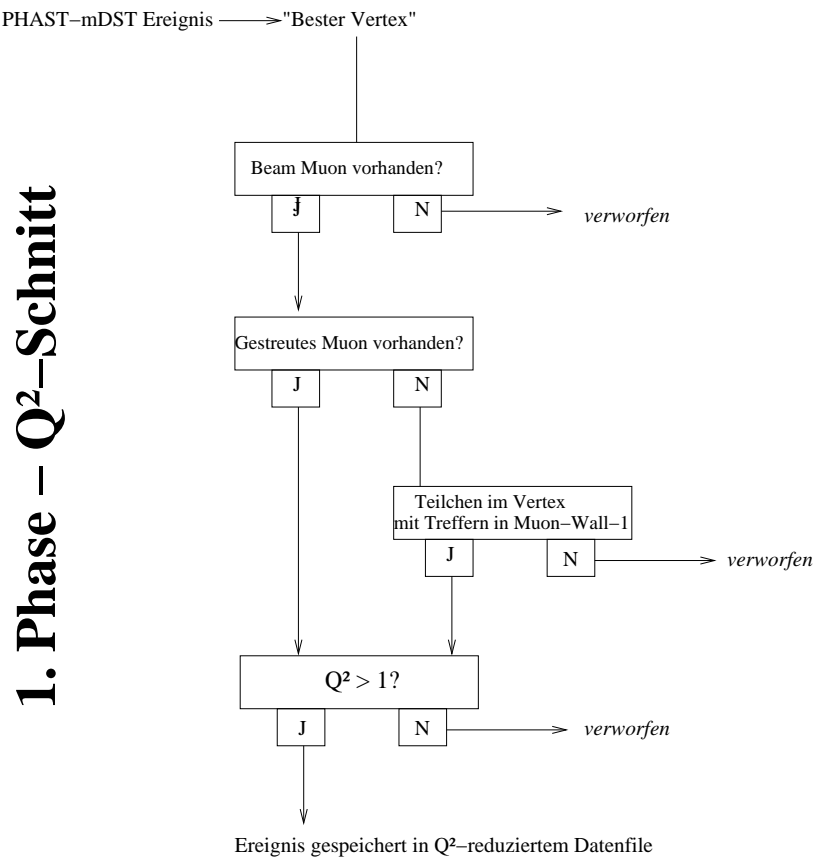 PHAST–mDST Ereignis
"Bester Vertex"
1. Phase – Q²–Schnitt
Beam Muon vorhanden?
J
N
verworfen
Gestreutes Muon vorhanden?
J
N
Teilchen im Vertex
mit Treffern in Muon–Wall–1
J
N
verworfen
Q² > 1?
J
N
verworfen
Ereignis gespeichert in Q²–reduziertem Datenfile